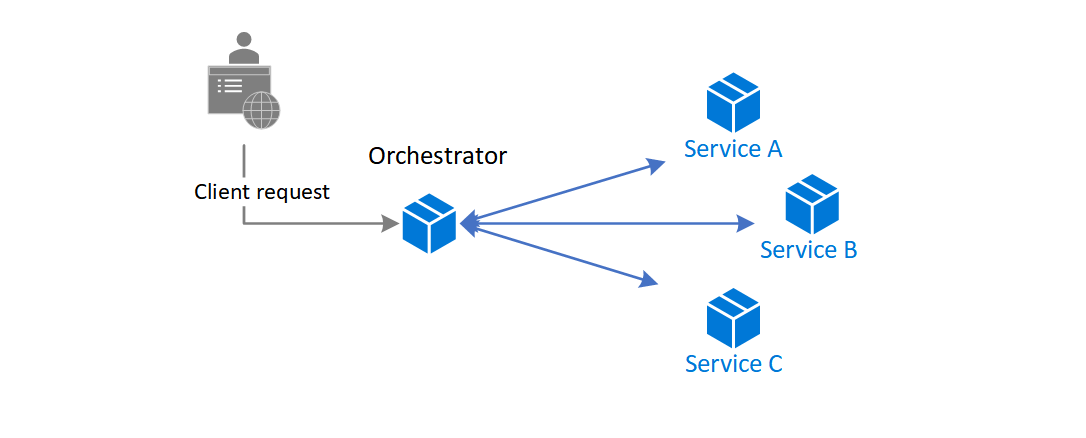 Orchestrator
Client request
Service A
Service B
Service C